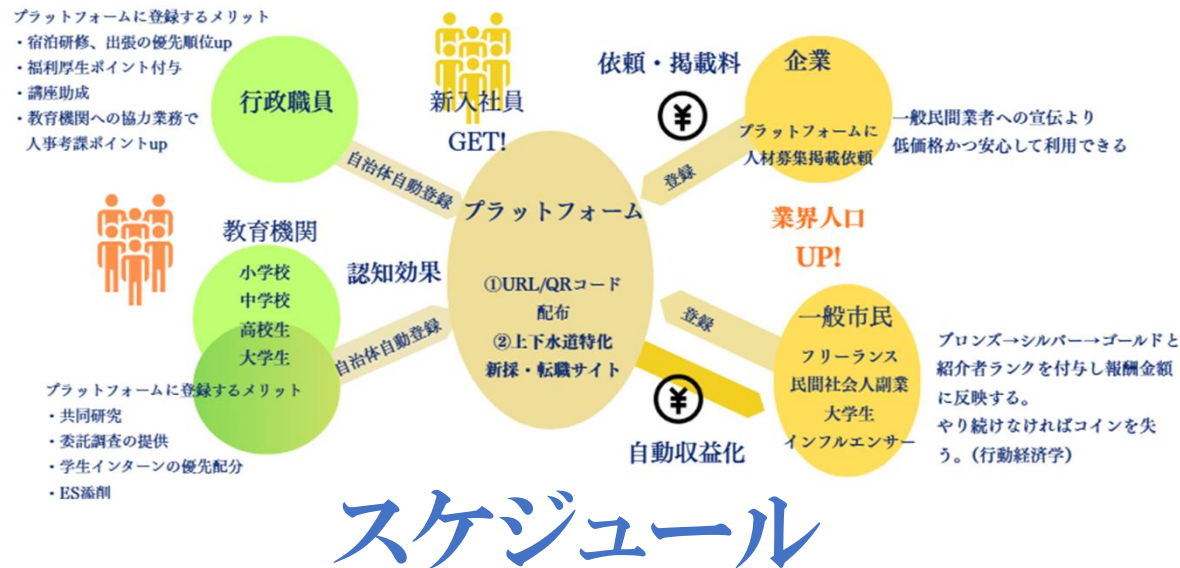 プラットフォームに登録するメリット
・宿泊研修、出張の優先順位up
・福利厚生ポイント付与
・講座助成
・教育機関への協力業務で
人事考課ポイントup
行政職員
自治体自動登録
新入社員
GET!
依頼・掲載料
¥
企業
プラットフォームに
人材募集掲載依頼
登録
一般民間業者への宣伝より
低価格かつ安心して利用できる
教育機関
小学校
中学校
高校生
大学生
認知効果
自治体自動登録
プラットフォームに登録するメリット
・共同研究
・委託調査の提供
・学生インターンの優先配分
・ES添削
プラットフォーム
①URL/QRコード
配布
②上下水道特化
新採・転職サイト
業界人口
UP!
登録
¥
自動収益化
一般市民
フリーランス
民間社会人副業
大学生
インフルエンサー
ブロンズ→シルバー→ゴールドと
紹介者ランクを付与し報酬金額
に反映する。
やり続けなければコインを失
う。(行動経済学)
スケジュール